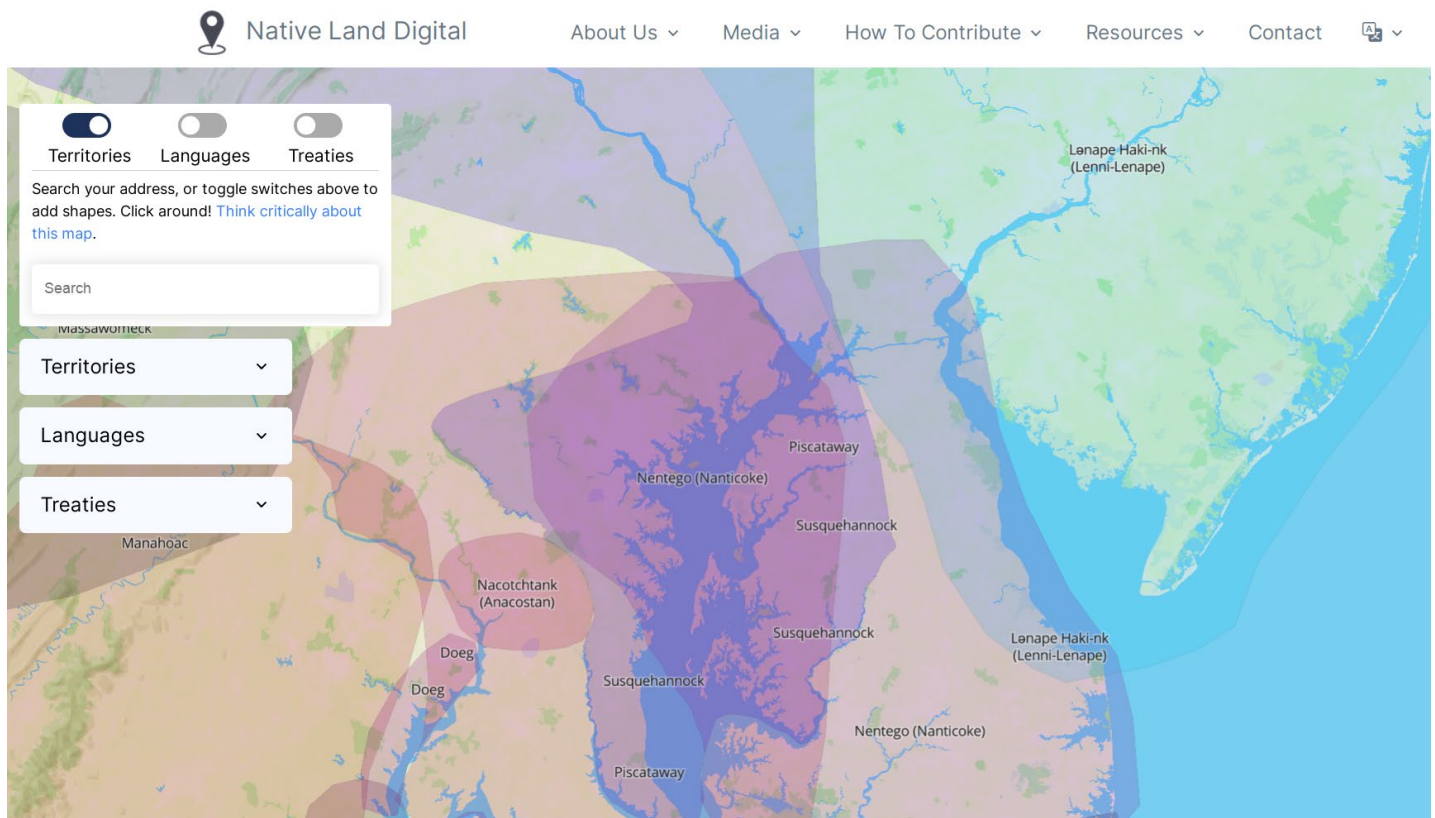 Native Land Digital
About Us
Media
How To Contribute
Resources
Contact
Territories
Languages
Treaties
Search your address, or toggle switches above to
add shapes. Click around! Think critically about
this map.
Search
Massawomeck
Territories
Languages
Treaties
Manahoac
Lənape Haki-nk
(Lenni-Lenape)
Piscataway
Nentego (Nanticoke)
Susquehannock
Nacotchtank
(Anacostan)
Susquehannock
Lənape Haki-nk
(Lenni-Lenape)
Doeg
Susquehannock
Doeg
Nentego (Nanticoke)
Piscataway